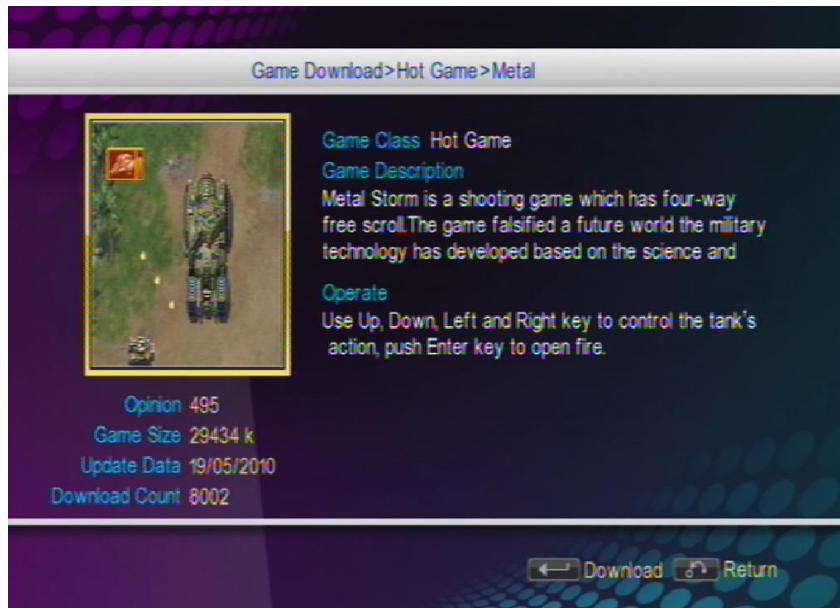 Game Download>Hot Game>Metal
Game Class Hot Game
Game Description
Metal Storm is a shooting game which has four-way
free scroll.The game falsified a future world the military
technology has developed based on the science and
Operate
Use Up, Down, Left and Right key to control the tank's
action, push Enter key to open fire.
Opinion 495
Game Size 29434 k
Update Data 19/05/2010
Download Count 8002
Download Return